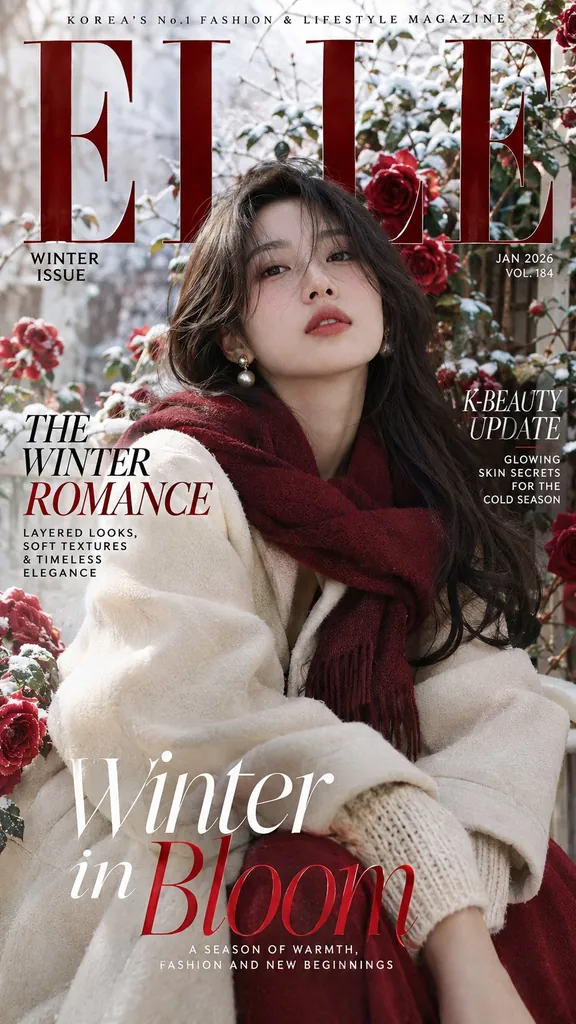 KOREA'S No.1 FASHION & LIFESTYLE MAGAZINE
ELLE
WINTER
ISSUE
JAN 2026
VOL. 184
K-BEAUTY
UPDATE
GLOWING
SKIN SECRETS
FOR THE
COLD SEASON
THE
WINTER
ROMANCE
LAYERED LOOKS,
SOFT TEXTURES
& TIMELESS
ELEGANCE
Winter
in Bloom
A SEASON OF WARMTH,
FASHION AND NEW BEGINNINGS